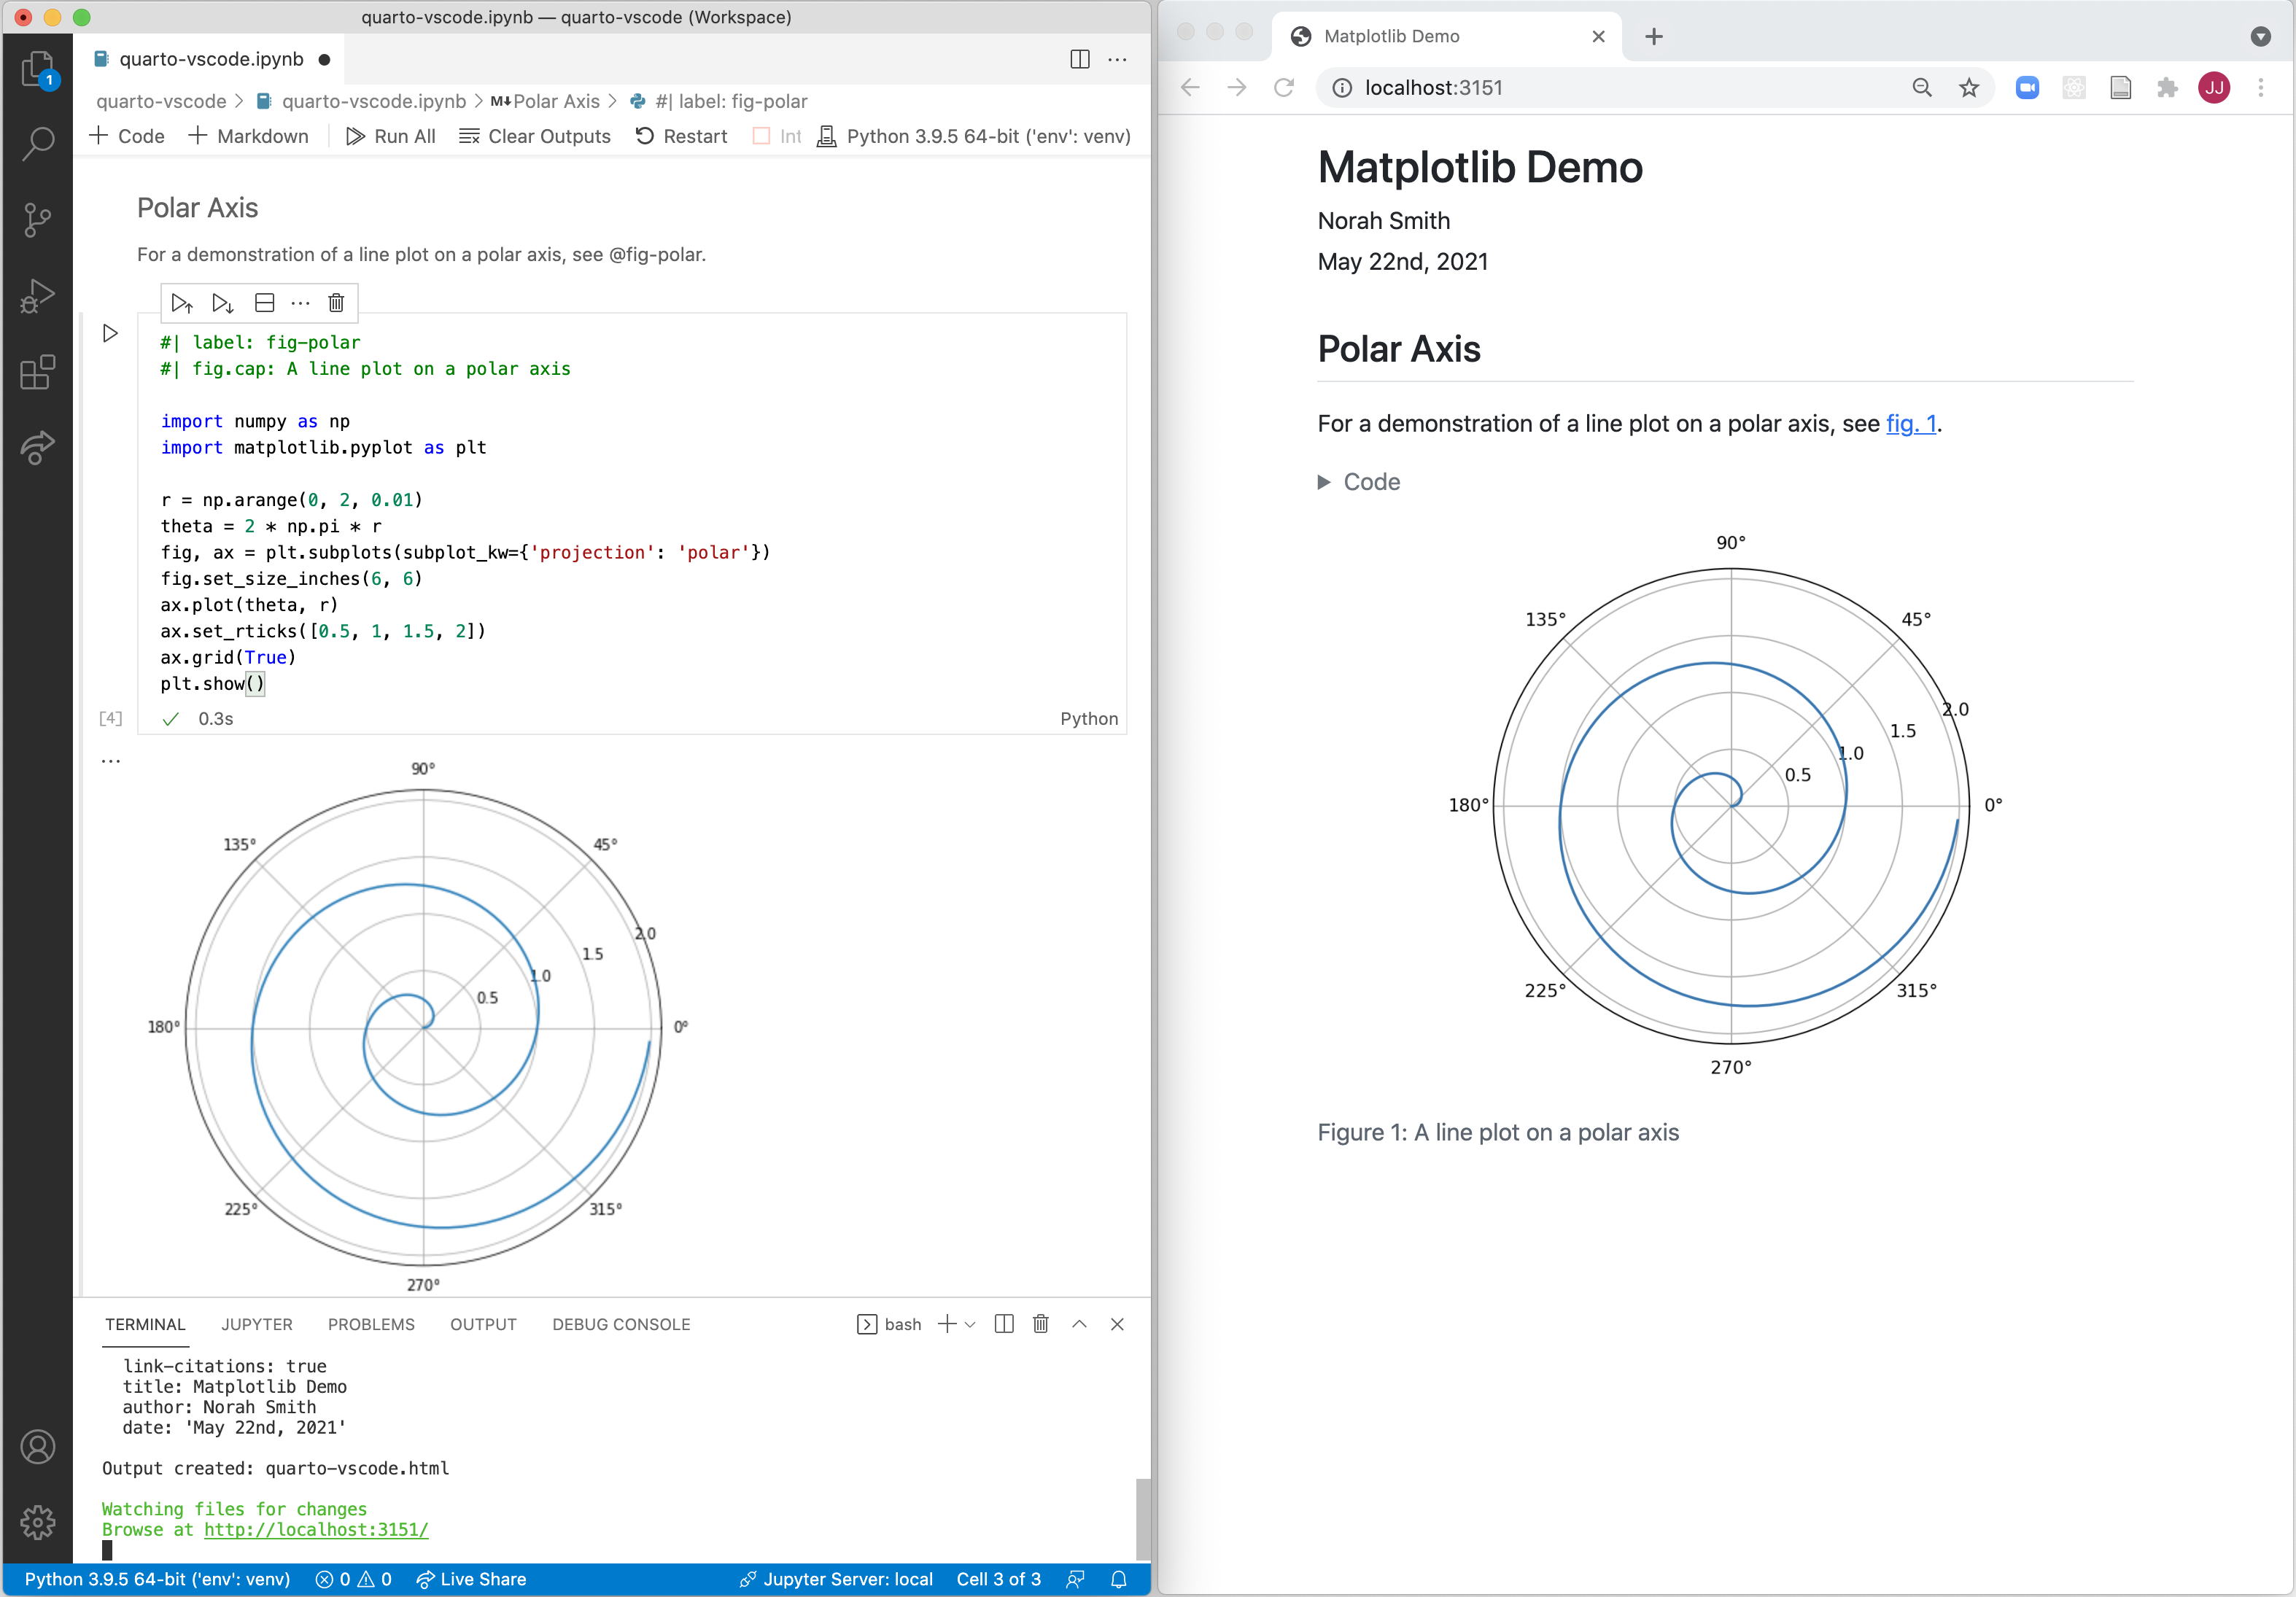 quarto-vscode.ipynb — quarto-vscode (Workspace)
quarto-vscode.ipynb
quarto-vscode > quarto-vscode.ipynb > M↓Polar Axis > #| label: fig-polar
+ Code + Markdown Run All Clear Outputs Restart Int Python 3.9.5 64-bit ('env': venv)
1
Polar Axis
For a demonstration of a line plot on a polar axis, see @fig-polar.
#| label: fig-polar
#| fig.cap: A line plot on a polar axis
import numpy as np
import matplotlib.pyplot as plt
r = np.arange(0, 2, 0.01)
theta = 2 * np.pi * r
fig, ax = plt.subplots(subplot_kw={'projection': 'polar'})
fig.set_size_inches(6, 6)
ax.plot(theta, r)
ax.set_rticks([0.5, 1, 1.5, 2])
ax.grid(True)
plt.show()
[4] 0.3s Python
90°
135° 45°
2.0
1.5
1.0
0.5
180° 0°
225° 315°
270°
TERMINAL JUPYTER PROBLEMS OUTPUT DEBUG CONSOLE bash
link-citations: true
title: Matplotlib Demo
author: Norah Smith
date: 'May 22nd, 2021'
Output created: quarto-vscode.html
Watching files for changes
Browse at http://localhost:3151/
Python 3.9.5 64-bit ('env': venv) 0 0 Live Share Jupyter Server: local Cell 3 of 3
Matplotlib Demo
localhost:3151
JJ
Matplotlib Demo
Norah Smith
May 22nd, 2021
Polar Axis
For a demonstration of a line plot on a polar axis, see fig. 1.
Code
90°
135° 45°
2.0
1.5
1.0
0.5
180° 0°
225° 315°
270°
Figure 1: A line plot on a polar axis